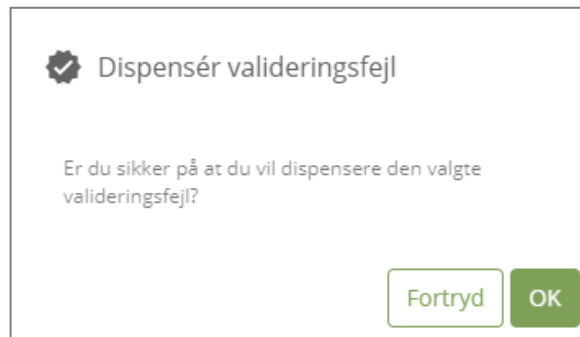 Dispensér valideringsfejl
Er du sikker på at du vil dispensere den valgte
valideringsfejl?
Fortryd
OK